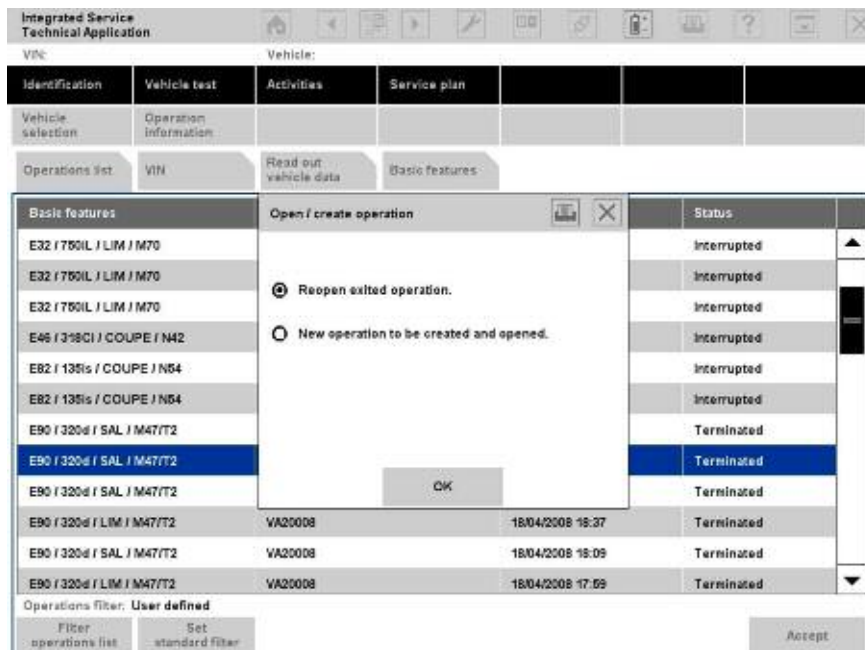 Integrated Service
Technical Application
VIN:
Vehicle:
Identification
Vehicle test
Activities
Service plan
Vehicle
selection
Operation
information
Operations list
VIN
Read out
vehicle data
Basic features
Basic features
Status
Open / create operation
Reopen exited operation.
New operation to be created and opened.
OK
E32 / 750iL / LIM / M70
Interrupted
E32 / 750iL / LIM / M70
Interrupted
E32 / 750iL / LIM / M70
Interrupted
E46 / 318Ci / COUPE / N42
Interrupted
E82 / 135is / COUPE / N54
Interrupted
E82 / 135is / COUPE / N54
Interrupted
E90 / 320d / SAL / M47/T2
Terminated
E90 / 320d / SAL / M47/T2
Terminated
E90 / 320d / SAL / M47/T2
Terminated
E90 / 320d / LIM / M47/T2 VA20008 18/04/2008 18:37 Terminated
E90 / 320d / SAL / M47/T2 VA20008 18/04/2008 18:09 Terminated
E90 / 320d / LIM / M47/T2 VA20008 18/04/2008 17:59 Terminated
Operations filter: User defined
Filter
operations list
Set
standard filter
Accept